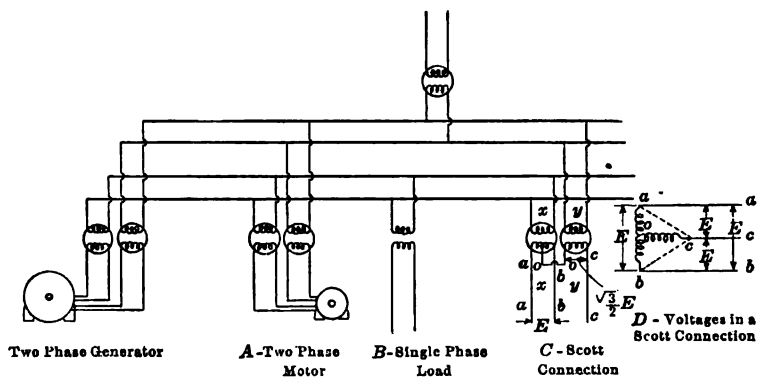 x y
a o b o c
x y
a E b √3/2 E c
a a
E o c E E c
E
b b
Two Phase Generator
A-Two Phase
Motor
B-Single Phase
Load
C - Scott
Connection
D - Voltages in a
Scott Connection